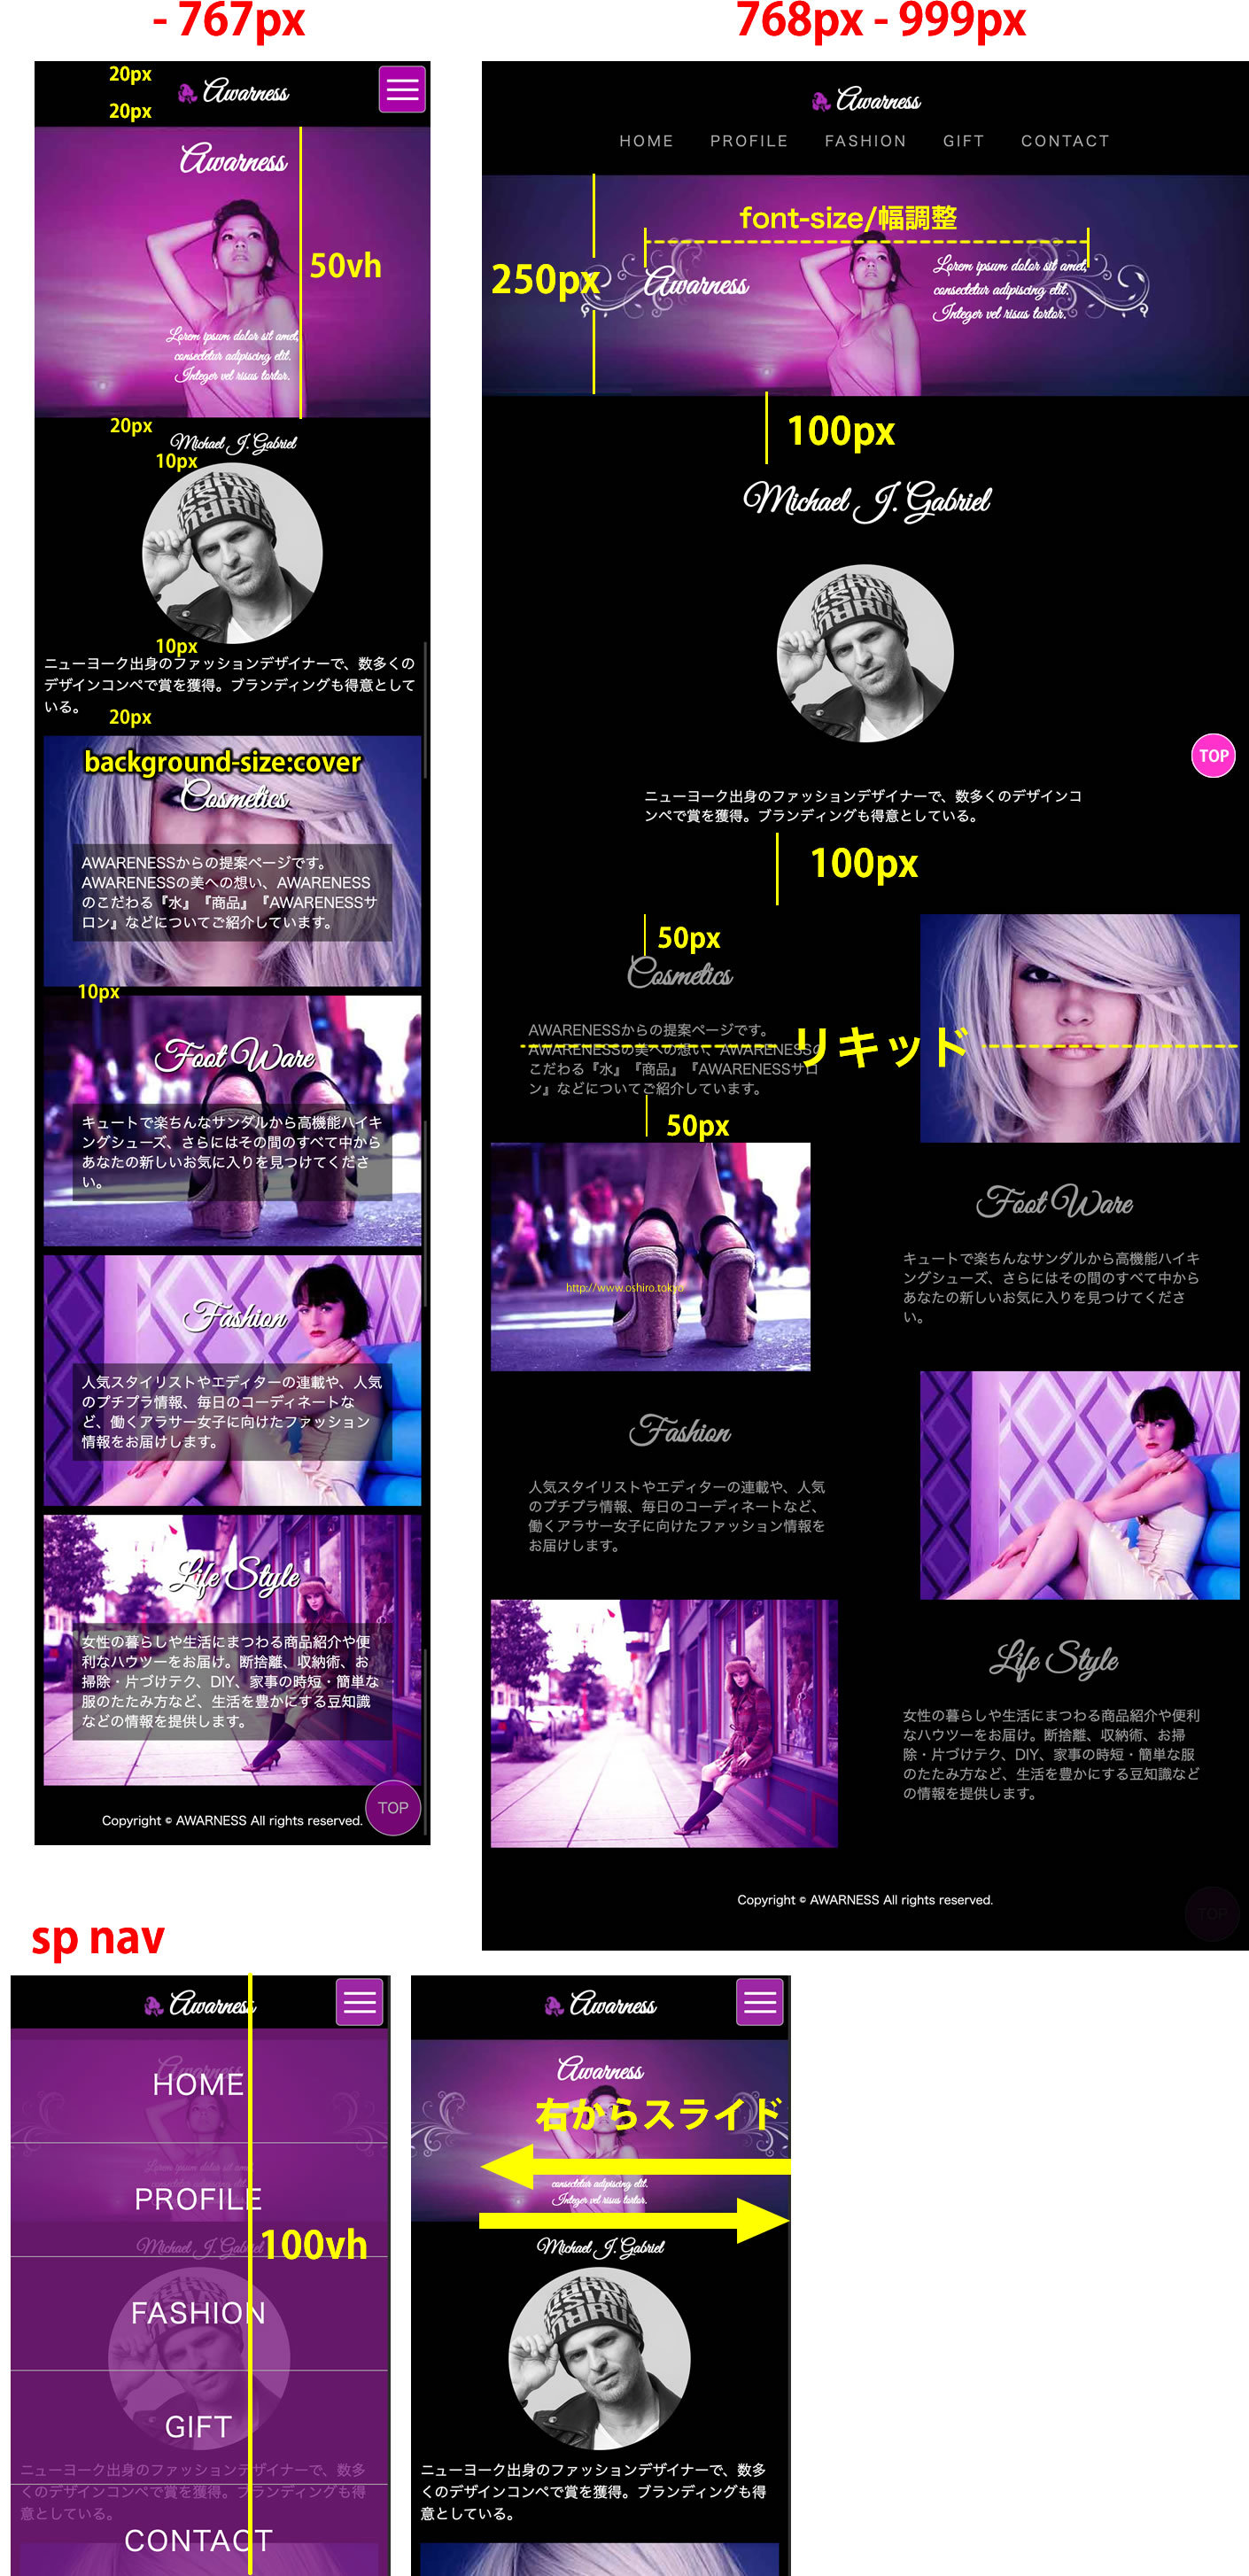 - 767px
20px
Awarness
20px
Awarness
50vh
Lorem ipsum dolor sit amet,
consectetur adipiscing elit.
Integer vel risus tortor.
20px
Michael J. Gabriel
10px
10px
ニューヨーク出身のファッションデザイナーで、数多くの
デザインコンペで賞を獲得。ブランディングも得意として
いる。
20px
background-size:cover
Cosmetics
AWARENESSからの提案ページです。
AWARENESSの美への想い、AWARENESS
のこだわる『水』『商品』『AWARENESSサ
ロン』などについてご紹介しています。
10px
Foot Ware
キュートで楽ちんなサンダルから高機能ハイキ
ングシューズ、さらにはその間のすべて中から
あなたの新しいお気に入りを見つけてくださ
い。
Fashion
人気スタイリストやエディターの連載や、人気
のプチプラ情報、毎日のコーディネートな
ど、働くアラサー女子に向けたファッション
情報をお届けします。
Life Style
女性の暮らしや生活にまつわる商品紹介や便
利なハウツーをお届け。断捨離、収納術、お
掃除・片づけテク、DIY、家事の時短・簡単な
服のたたみ方など、生活を豊かにする豆知識
などの情報を提供します。
Copyright © AWARNESS All rights reserved.
TOP
768px - 999px
Awarness
HOME PROFILE FASHION GIFT CONTACT
font-size/幅調整
250px
Awarness
Lorem ipsum dolor sit amet,
consectetur adipiscing elit.
Integer vel risus tortor.
100px
Michael J. Gabriel
TOP
ニューヨーク出身のファッションデザイナーで、数多くのデザインコ
ンペで賞を獲得。ブランディングも得意としている。
100px
50px
Cosmetics
AWARENESSからの提案ページです。
AWARENESSの美への想い、AWARENESSの
こだわる『水』『商品』『AWARENESSサロ
ン』などについてご紹介しています。
リキッド
50px
http://www.oshiro.tokyo
Foot Ware
キュートで楽ちんなサンダルから高機能ハイキ
ングシューズ、さらにはその間のすべて中から
あなたの新しいお気に入りを見つけてくださ
い。
Fashion
人気スタイリストやエディターの連載や、人気
のプチプラ情報、毎日のコーディネートなど、
働くアラサー女子に向けたファッション情報を
お届けします。
Life Style
女性の暮らしや生活にまつわる商品紹介や便利
なハウツーをお届け。断捨離、収納術、お掃
除・片づけテク、DIY、家事の時短・簡単な服
のたたみ方など、生活を豊かにする豆知識など
の情報を提供します。
Copyright © AWARNESS All rights reserved.
TOP
sp nav
Awarness
Awarness
HOME
PROFILE
Michael J. Gabriel
100vh
FASHION
GIFT
ニューヨーク出身のファッションデザイナーで、数多
くのデザインコンペで賞を獲得。ブランディングも得
意としている。
CONTACT
Awarness
Awarness
右からスライド
consectetur adipiscing elit.
Integer vel risus tortor.
Michael J. Gabriel
ニューヨーク出身のファッションデザイナーで、数多
くのデザインコンペで賞を獲得。ブランディングも得
意としている。